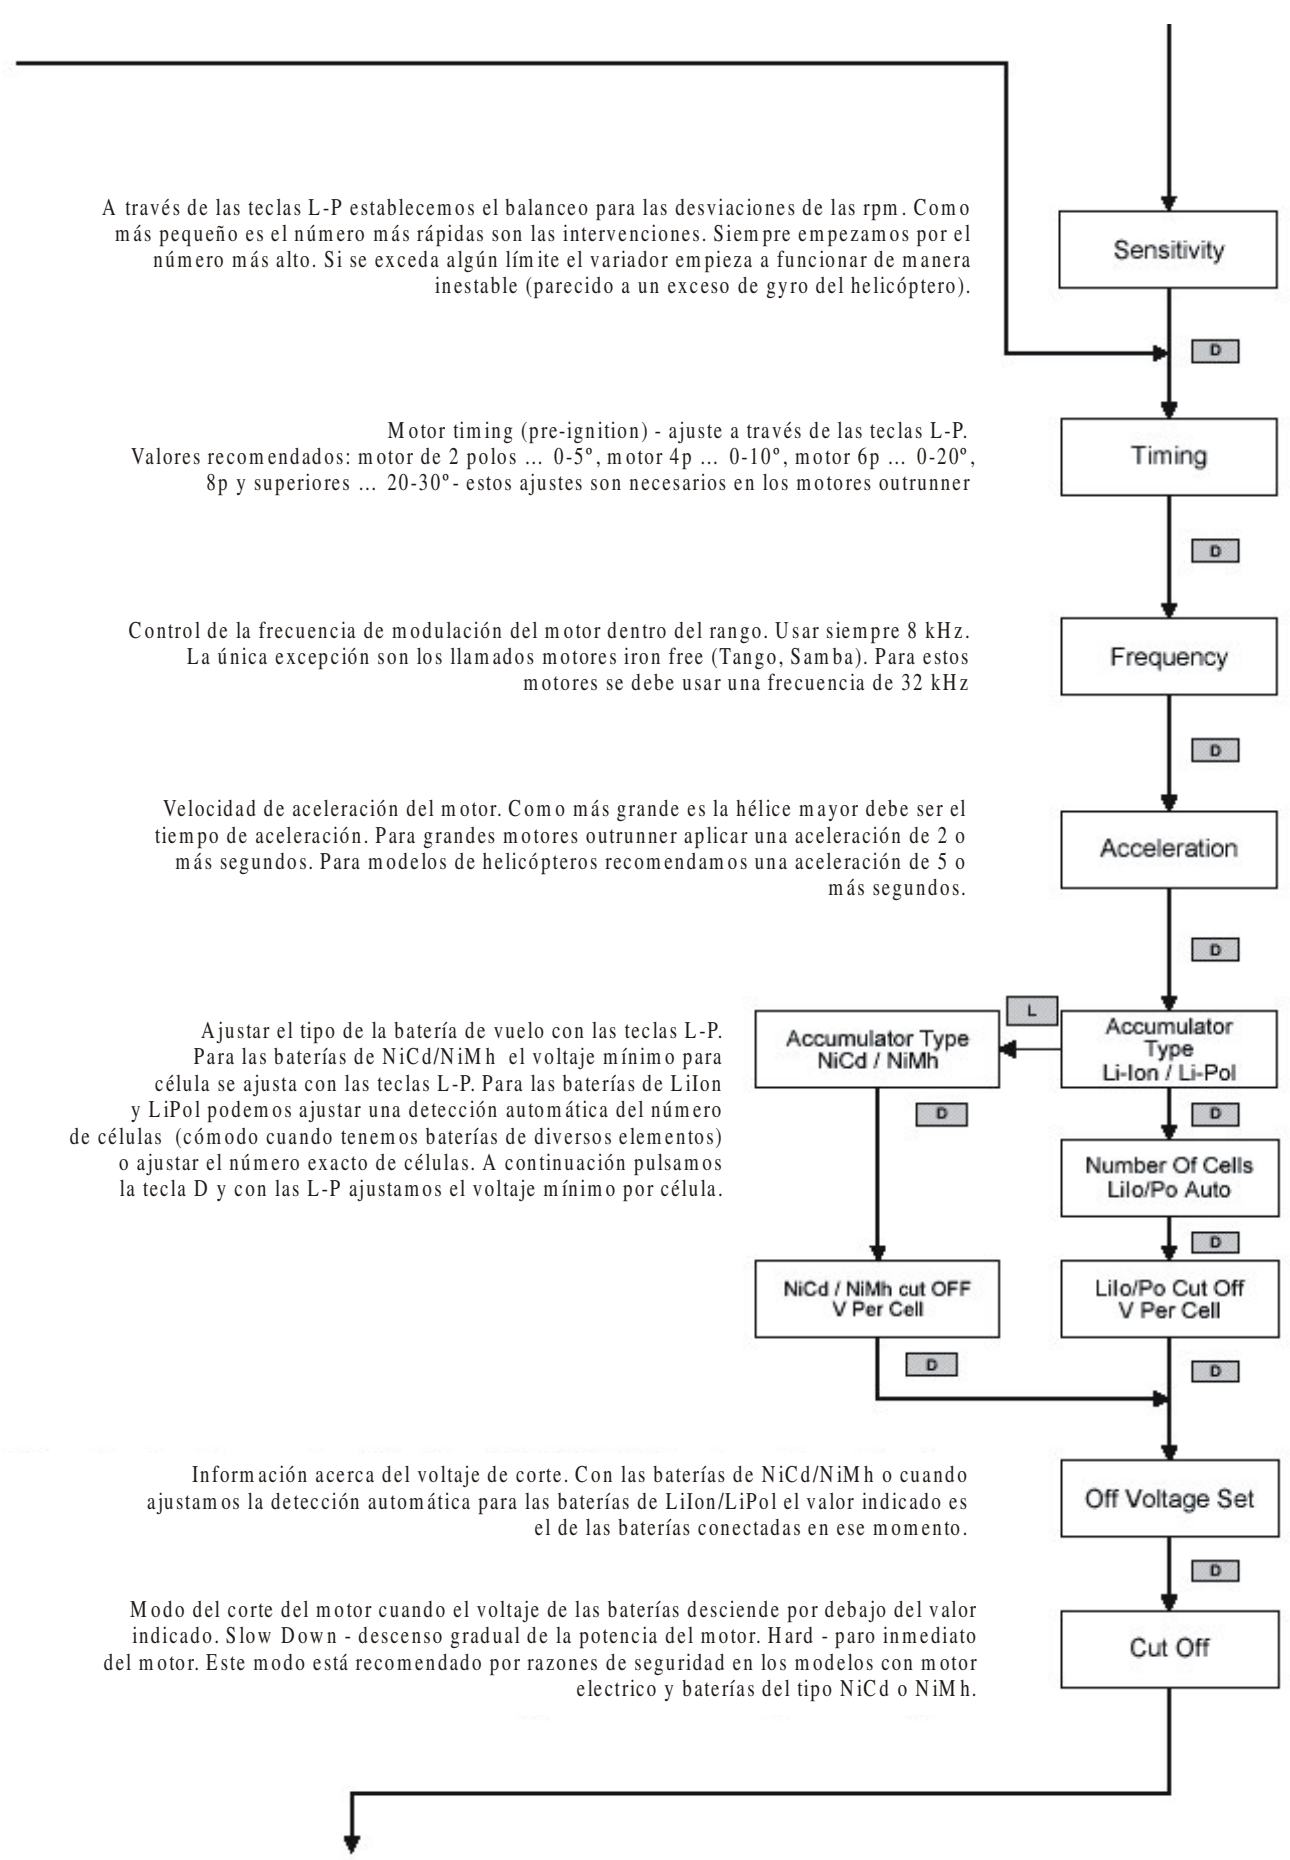 A través de las teclas L-P establecemos el balanceo para las desviaciones de las rpm. Como
más pequeño es el número más rápidas son las intervenciones. Siempre empezamos por el
número más alto. Si se exceda algún límite el variador empieza a funcionar de manera
inestable (parecido a un exceso de gyro del helicóptero).
Sensitivity
D
Motor timing (pre-ignition) - ajuste a través de las teclas L-P.
Valores recomendados: motor de 2 polos ... 0-5º, motor 4p ... 0-10º, motor 6p ... 0-20º,
8p y superiores ... 20-30º- estos ajustes son necesarios en los motores outrunner
Timing
D
Control de la frecuencia de modulación del motor dentro del rango. Usar siempre 8 kHz.
La única excepción son los llamados motores iron free (Tango, Samba). Para estos
motores se debe usar una frecuencia de 32 kHz
Frequency
D
Velocidad de aceleración del motor. Como más grande es la hélice mayor debe ser el
tiempo de aceleración. Para grandes motores outrunner aplicar una aceleración de 2 o
más segundos. Para modelos de helicópteros recomendamos una aceleración de 5 o
más segundos.
Acceleration
D
Ajustar el tipo de la batería de vuelo con las teclas L-P.
Para las baterías de NiCd/NiMh el voltaje mínimo para
célula se ajusta con las teclas L-P. Para las baterías de LiIon
y LiPol podemos ajustar una detección automática del número
de células (cómodo cuando tenemos baterías de diversos elementos)
o ajustar el número exacto de células. A continuación pulsamos
la tecla D y con las L-P ajustamos el voltaje mínimo por célula.
L
Accumulator Type
NiCd / NiMh
D
NiCd / NiMh cut OFF
V Per Cell
D
Accumulator
Type
Li-Ion / Li-Pol
D
Number Of Cells
LiIo/Po Auto
D
LiIo/Po Cut Off
V Per Cell
D
Información acerca del voltaje de corte. Con las baterías de NiCd/NiMh o cuando
ajustamos la detección automática para las baterías de LiIon/LiPol el valor indicado es
el de las baterías conectadas en ese momento.
Off Voltage Set
D
Modo del corte del motor cuando el voltaje de las baterías desciende por debajo del valor
indicado. Slow Down - descenso gradual de la potencia del motor. Hard - paro inmediato
del motor. Este modo está recomendado por razones de seguridad en los modelos con motor
electrico y baterías del tipo NiCd o NiMh.
Cut Off